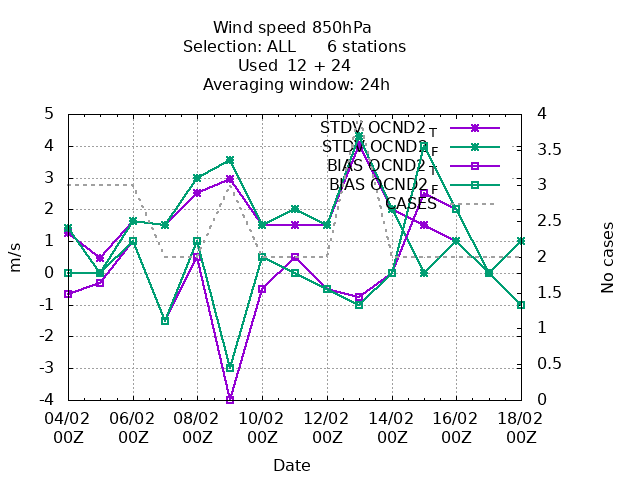 Wind speed 850hPa
Selection: ALL 6 stations
Used 12 + 24
Averaging window: 24h
STDV OCND2 T
STDV OCND2 F
BIAS OCND2 T
BIAS OCND2 F
CASES
m/s
5
4
3
2
1
0
-1
-2
-3
-4
No cases
4
3.5
3
2.5
2
1.5
1
0.5
0
04/02 06/02 08/02 10/02 12/02 14/02 16/02 18/02
00Z 00Z 00Z 00Z 00Z 00Z 00Z 00Z
Date